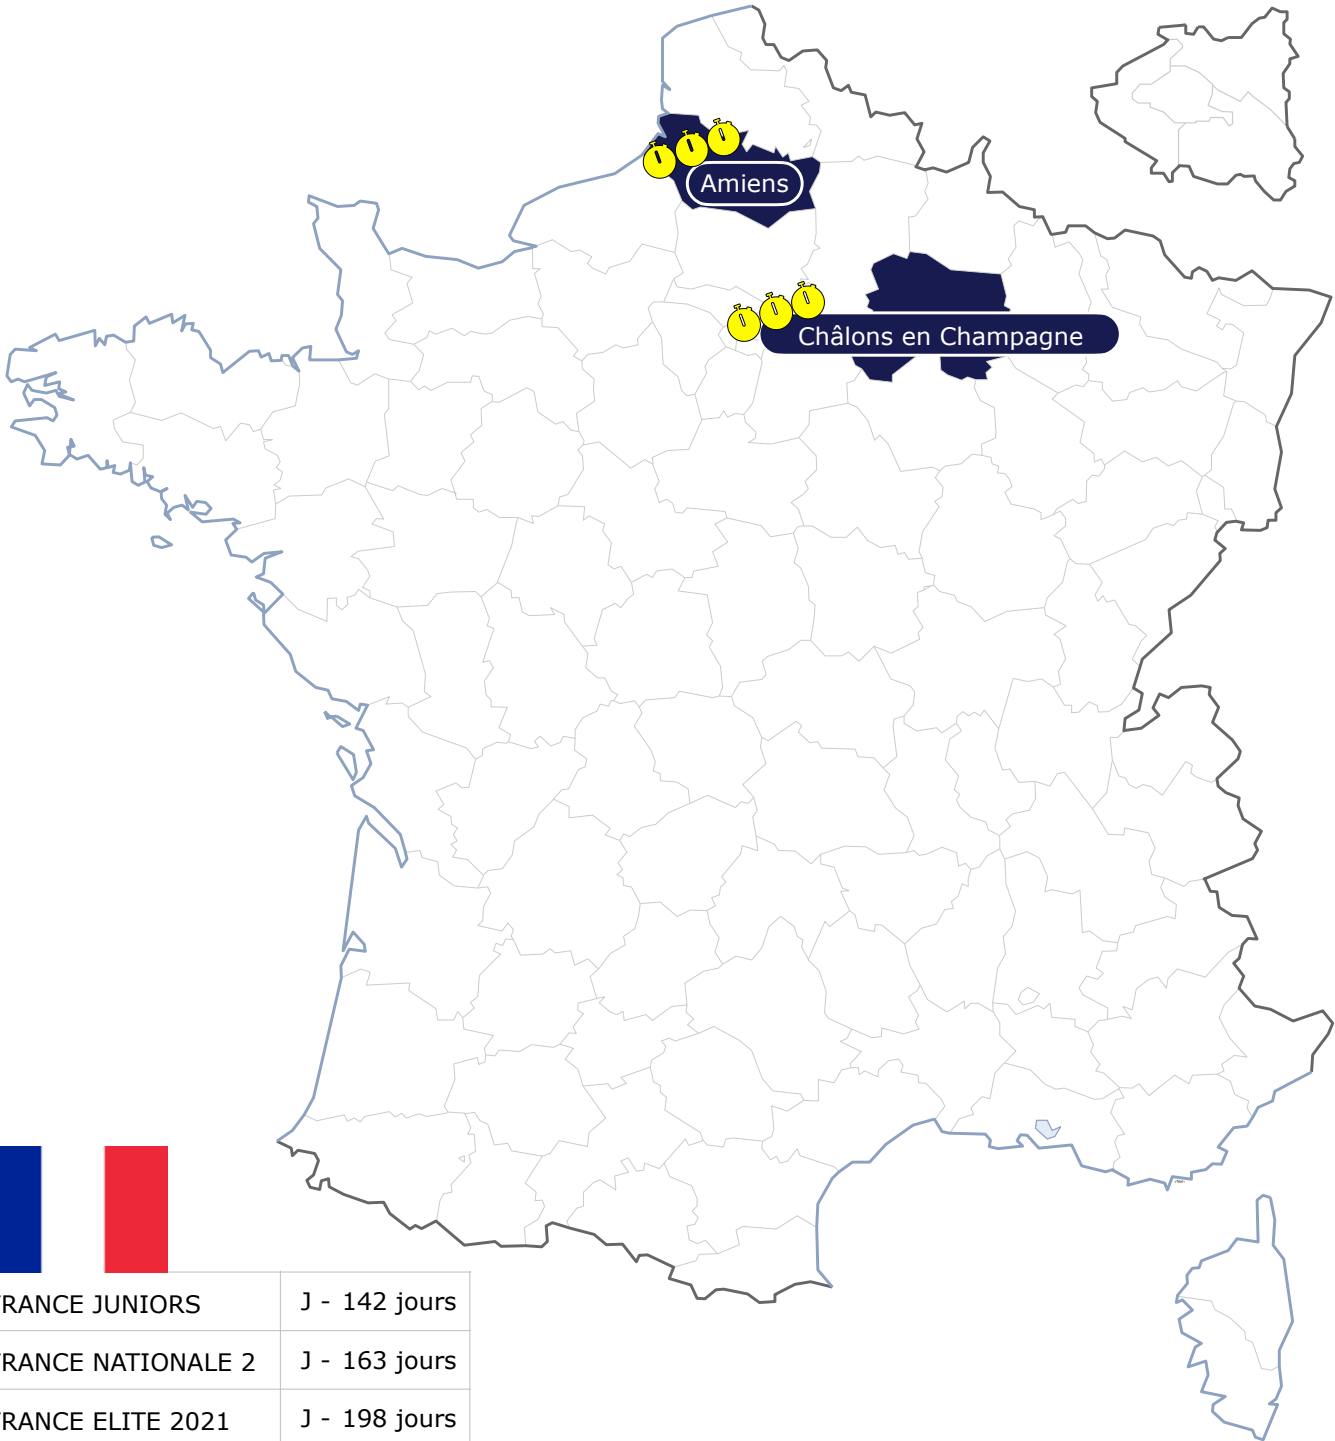 Amiens
Châlons en Champagne
RANCE JUNIORS J - 142 jours
RANCE NATIONALE 2 J - 163 jours
RANCE ELITE 2021 J - 198 jours